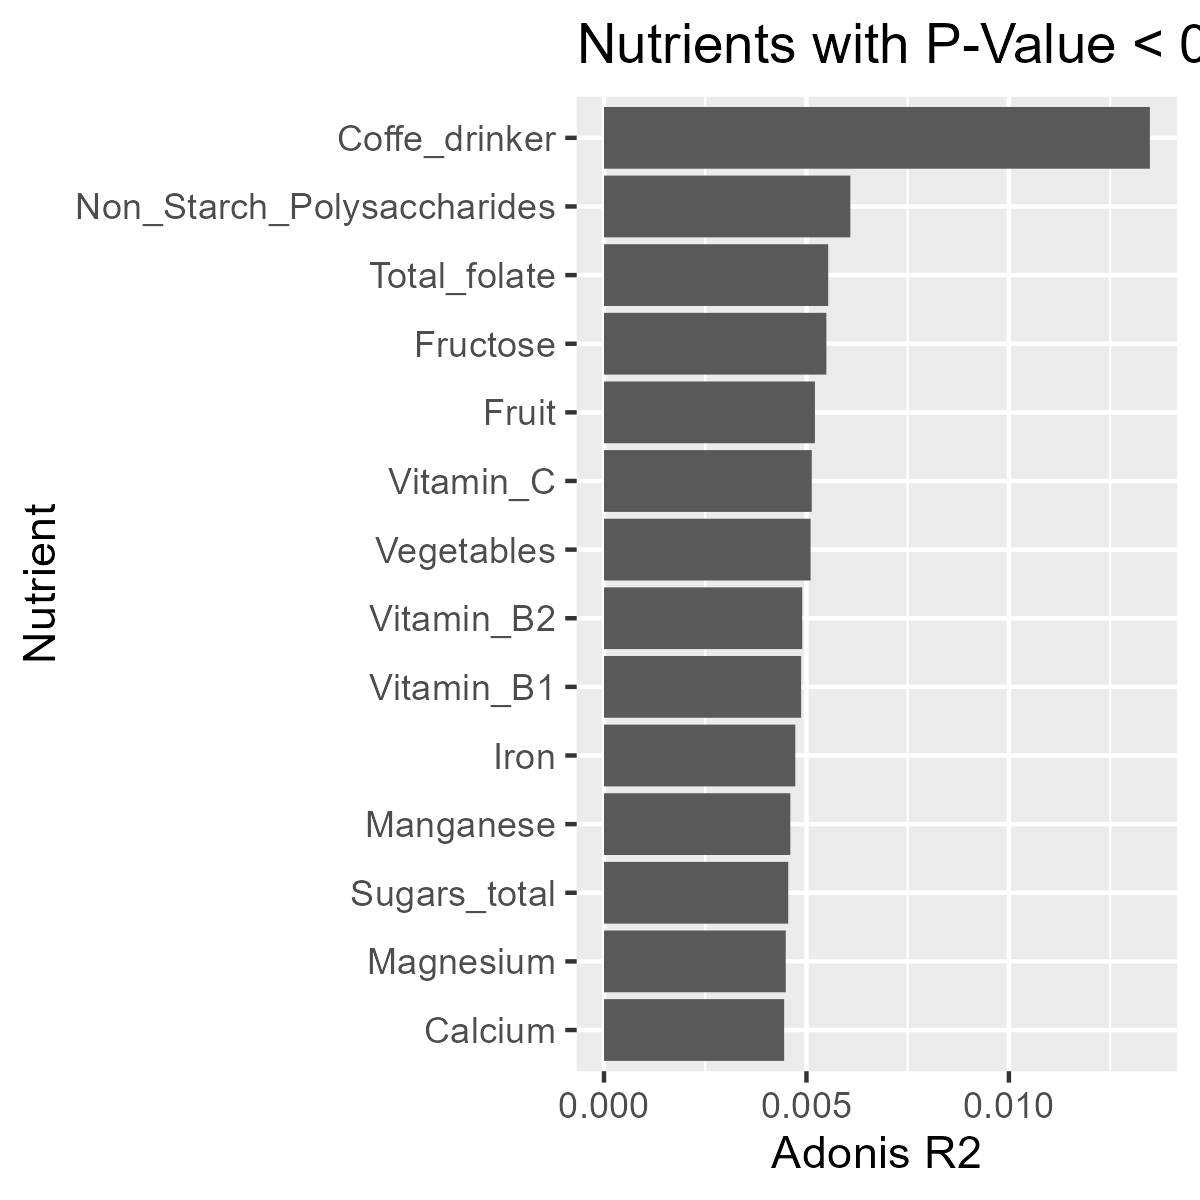 Nutrients with P-Value < 0
Coffe_drinker
Non_Starch_Polysaccharides
Total_folate
Fructose
Fruit
Vitamin_C
Vegetables
Vitamin_B2
Vitamin_B1
Iron
Manganese
Sugars_total
Magnesium
Calcium
Nutrient
0.000 0.005 0.010
Adonis R2